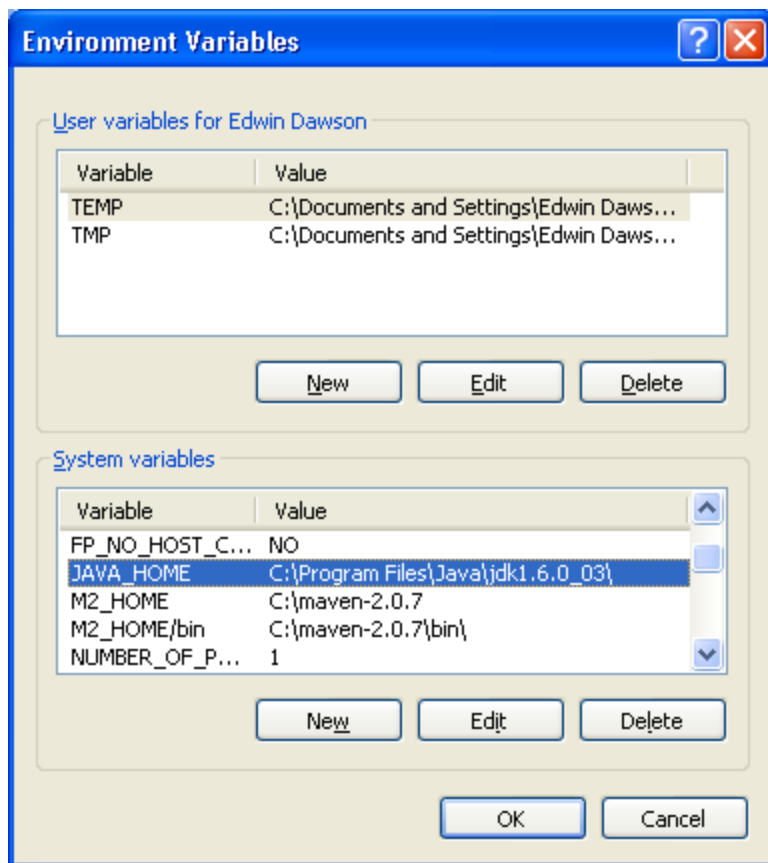 Environment Variables
User variables for Edwin Dawson
Variable Value
TEMP C:\Documents and Settings\Edwin Daws...
TMP C:\Documents and Settings\Edwin Daws...
New Edit Delete
System variables
Variable Value
FP_NO_HOST_C... NO
JAVA_HOME C:\Program Files\Java\jdk1.6.0_03\
M2_HOME C:\maven-2.0.7
M2_HOME/bin C:\maven-2.0.7\bin\
NUMBER_OF_P... 1
New Edit Delete
OK Cancel